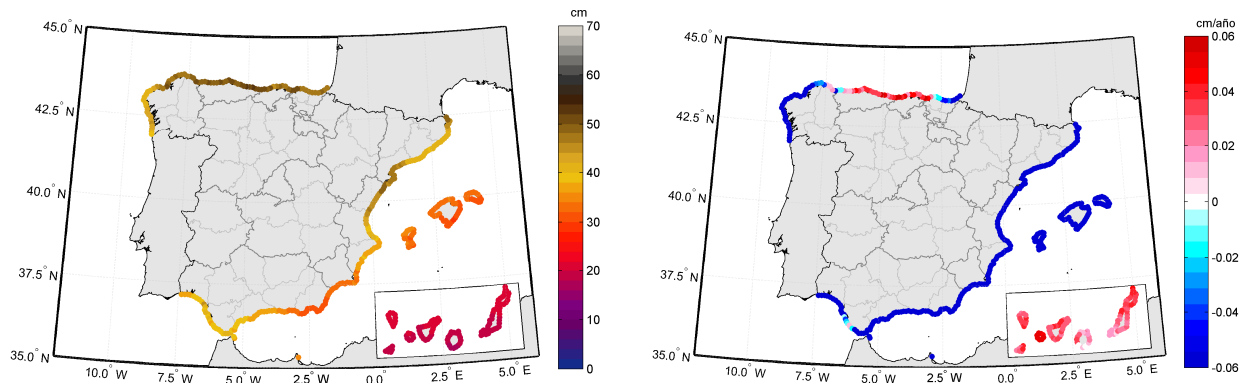 cm
70
60
50
40
30
20
10
0
45.0° N
42.5° N
40.0° N
37.5° N
35.0° N
10.0° W
7.5° W
5.0° W
2.5° W
0.0°
2.5° E
5.0° E
cm/año
0.06
0.04
0.02
0
-0.02
-0.04
-0.06
45.0° N
42.5° N
40.0° N
37.5° N
35.0° N
10.0° W
7.5° W
5.0° W
2.5° W
0.0°
2.5° E
5.0° E